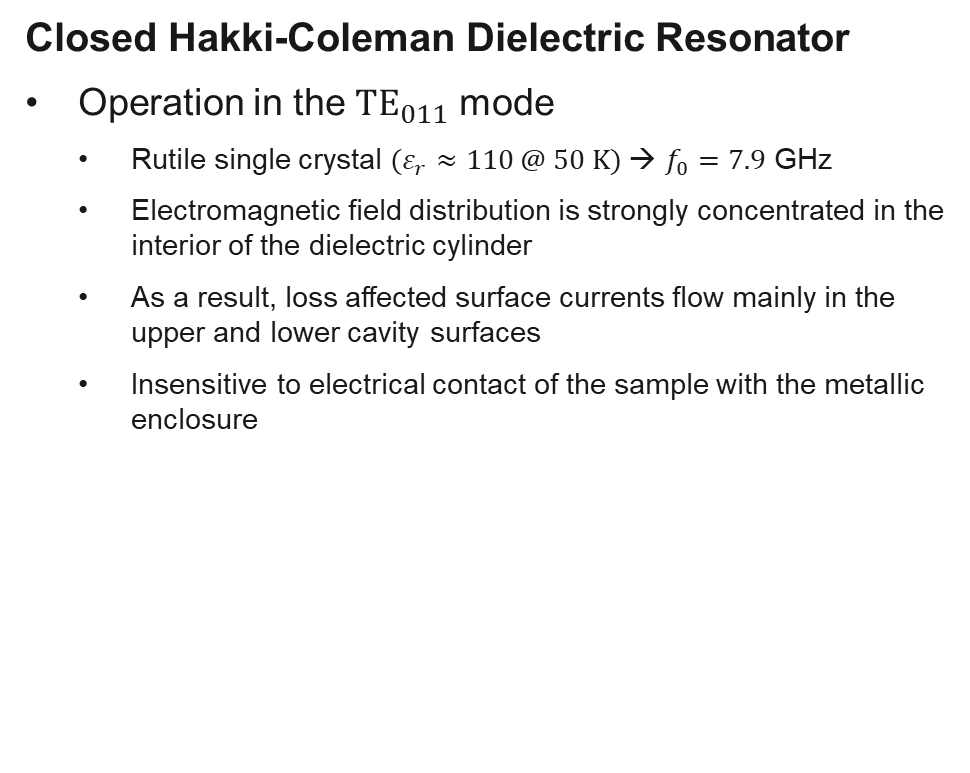 Closed Hakki-Coleman Dielectric Resonator
• Operation in the TE₀₁₁ mode
• Rutile single crystal (εᵣ ≈ 110 @ 50 K) → f₀ = 7.9 GHz
• Electromagnetic field distribution is strongly concentrated in the
interior of the dielectric cylinder
• As a result, loss affected surface currents flow mainly in the
upper and lower cavity surfaces
• Insensitive to electrical contact of the sample with the metallic
enclosure